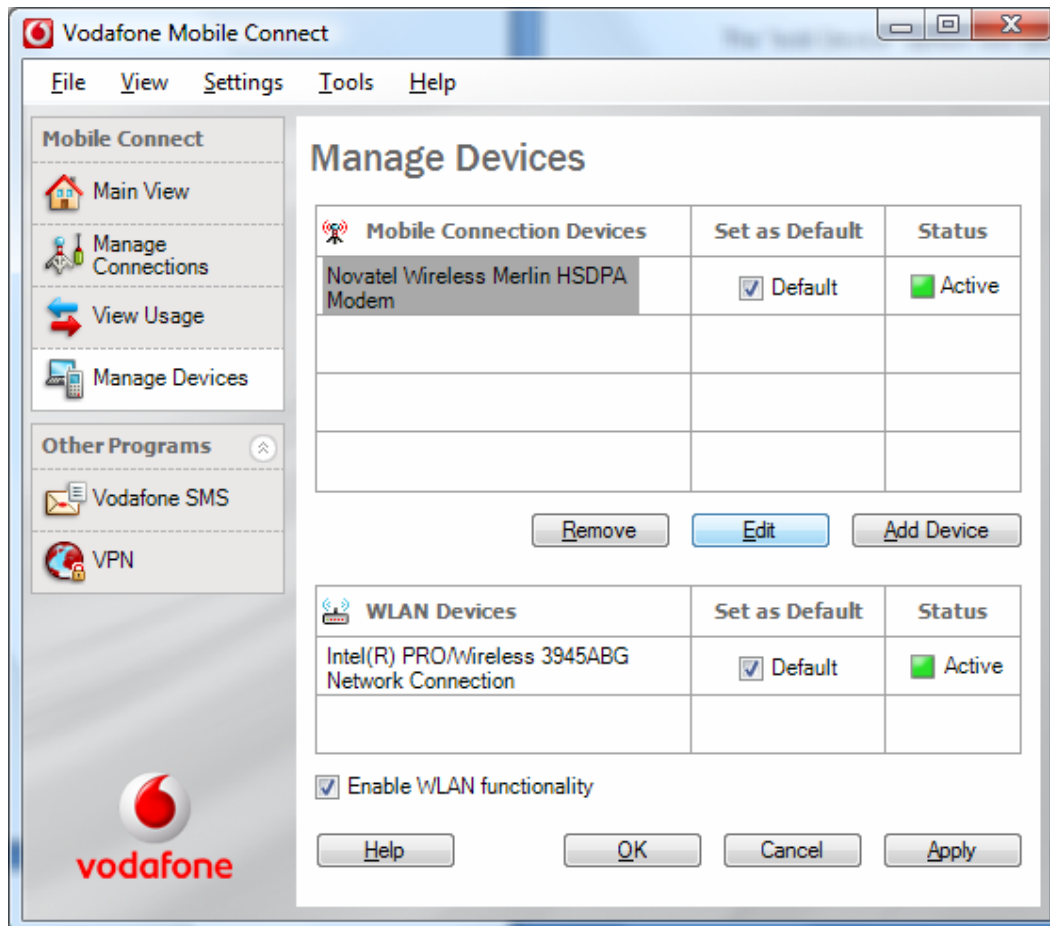 Vodafone Mobile Connect
File View Settings Tools Help
Mobile Connect
Main View
Manage
Connections
View Usage
Manage Devices
Other Programs
Vodafone SMS
VPN
vodafone
Manage Devices
Mobile Connection Devices Set as Default Status
Novatel Wireless Merlin HSDPA
Modem
Default Active
Remove Edit Add Device
WLAN Devices Set as Default Status
Intel(R) PRO/Wireless 3945ABG
Network Connection
Default Active
Enable WLAN functionality
Help OK Cancel Apply